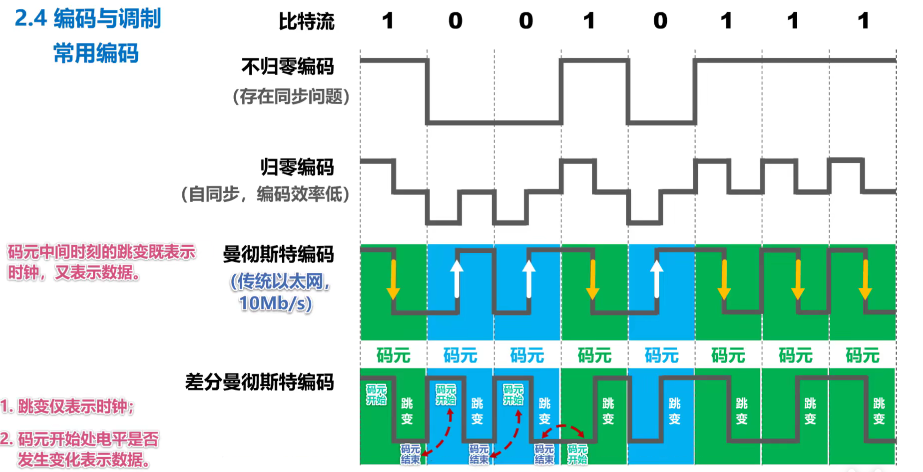 2.4 编码与调制
常用编码
比特流 1 0 0 1 0 1 1 1
不归零编码
(存在同步问题)
归零编码
(自同步，编码效率低)
码元中间时刻的跳变既表示
时钟，又表示数据。
曼彻斯特编码
(传统以太网，
10Mb/s)
码元 码元 码元 码元 码元 码元 码元 码元
差分曼彻斯特编码
码元
开始
跳
变
码元
开始
跳
变
码元
开始
跳
变
跳
变
跳
变
跳
变
跳
变
跳
变
1. 跳变仅表示时钟；
2. 码元开始处电平是否
发生变化表示数据。
码元
结束
码元
结束
码元
结束
码元
开始